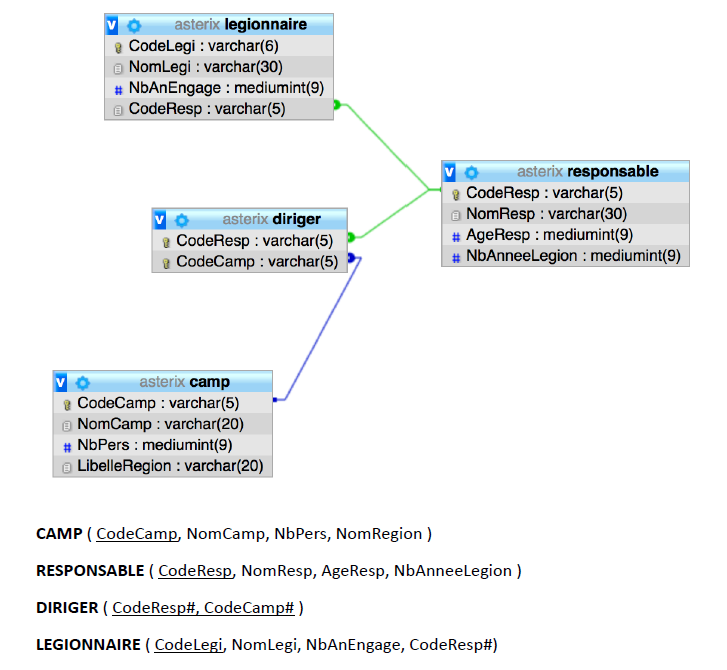 asterix legionnaire
CodeLegi : varchar(6)
NomLegi : varchar(30)
# NbAnEngage : mediumint(9)
CodeResp : varchar(5)
asterix responsable
CodeResp : varchar(5)
NomResp : varchar(30)
# AgeResp : mediumint(9)
# NbAnneeLegion : mediumint(9)
asterix diriger
CodeResp : varchar(5)
CodeCamp : varchar(5)
asterix camp
CodeCamp : varchar(5)
NomCamp : varchar(20)
# NbPers : mediumint(9)
LibelleRegion : varchar(20)
CAMP ( CodeCamp, NomCamp, NbPers, NomRegion )
RESPONSABLE ( CodeResp, NomResp, AgeResp, NbAnneeLegion )
DIRIGER ( CodeResp#, CodeCamp# )
LEGIONNAIRE ( CodeLegi, NomLegi, NbAnEngage, CodeResp#)